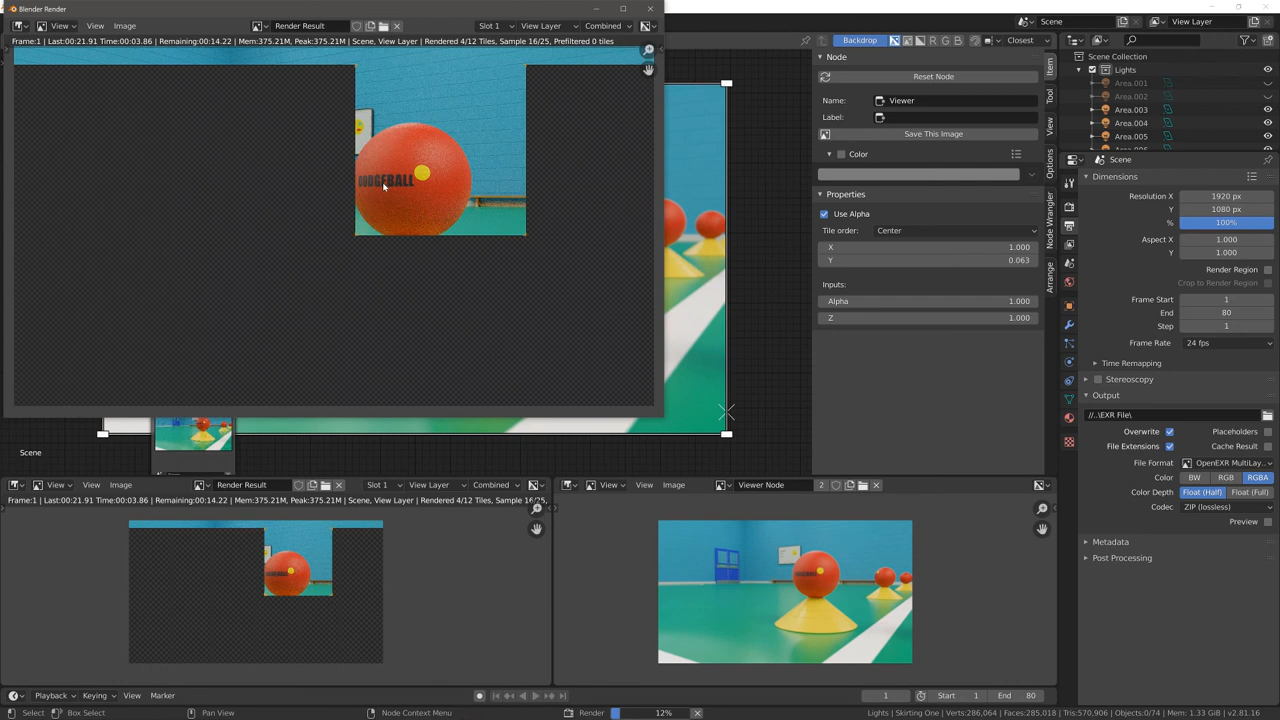 Blender Render
View View Image Render Result Slot 1 View Layer Combined
Frame:1 | Last:00:21.91 Time:00:03.86 | Remaining:00:14.22 | Mem:375.21M, Peak:375.21M | Scene, View Layer | Rendered 4/12 Tiles, Sample 16/25, Prefiltered 0 tiles
DODGEBALL
Backdrop R G B Closest
Scene View Layer
Node
Reset Node
Name: Viewer
Label:
Save This Image
Color
Properties
Use Alpha
Tile order: Center
X 1.000
Y 0.063
Inputs:
Alpha 1.000
Z 1.000
Item
Tool
View
Options
Node Wrangler
Arrange
Scene Collection
Lights
Area.001
Area.002
Area.003
Area.004
Area.005
Scene
Dimensions
Resolution X 1920 px
Y 1080 px
% 100%
Aspect X 1.000
Y 1.000
Render Region
Crop to Render Region
Frame Start 1
End 80
Step 1
Frame Rate 24 fps
Time Remapping
Stereoscopy
Output
//..\EXR File\
Overwrite Placeholders
File Extensions Cache Result
File Format OpenEXR MultiLay...
Color BW RGB RGBA
Color Depth Float (Half) Float (Full)
Codec ZIP (lossless)
Preview
Metadata
Post Processing
Scene
View View Image Render Result Slot 1 View Layer Combined
Frame:1 | Last:00:21.91 Time:00:03.86 | Remaining:00:14.22 | Mem:375.21M, Peak:375.21M | Scene, View Layer | Rendered 4/12 Tiles, Sample 16/25,
View View Image Viewer Node 2
Playback Keying View Marker 1 Start 1 End 80
Select Box Select Pan View Node Context Menu Render 12% Lights | Skirting One | Verts:286,064 | Faces:285,018 | Tris:570,906 | Objects:0/74 | Mem: 1.33 GiB | v2.81.16